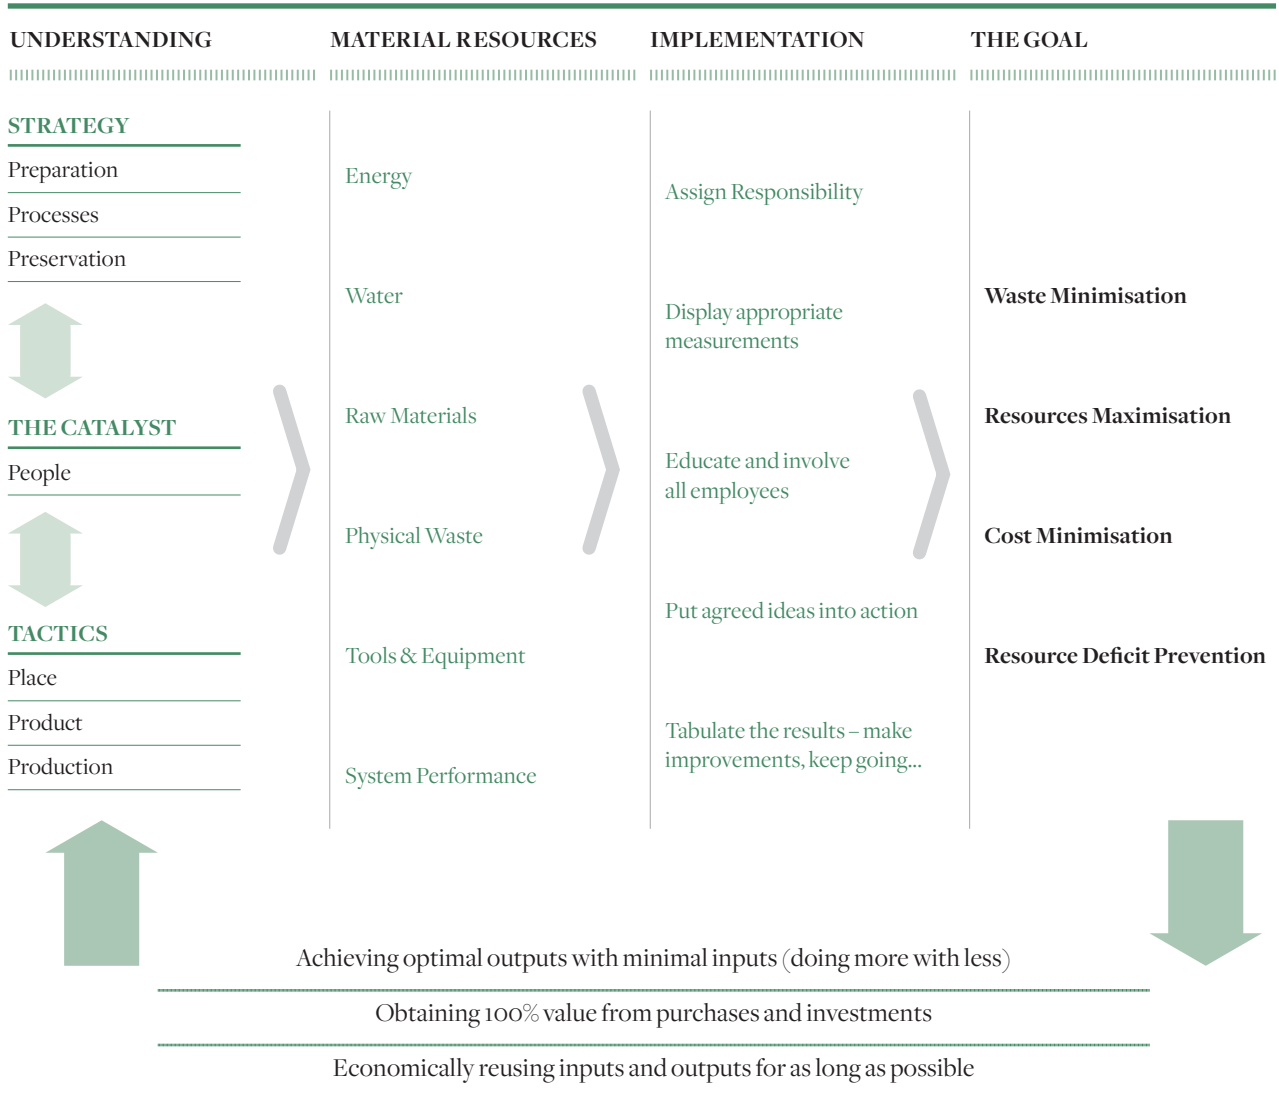 UNDERSTANDING
MATERIAL RESOURCES
IMPLEMENTATION
THE GOAL
STRATEGY
Preparation
Processes
Preservation
THE CATALYST
People
TACTICS
Place
Product
Production
Energy
Water
Raw Materials
Physical Waste
Tools & Equipment
System Performance
Assign Responsibility
Display appropriate
measurements
Educate and involve
all employees
Put agreed ideas into action
Tabulate the results – make
improvements, keep going...
Waste Minimisation
Resources Maximisation
Cost Minimisation
Resource Deficit Prevention
Achieving optimal outputs with minimal inputs (doing more with less)
Obtaining 100% value from purchases and investments
Economically reusing inputs and outputs for as long as possible